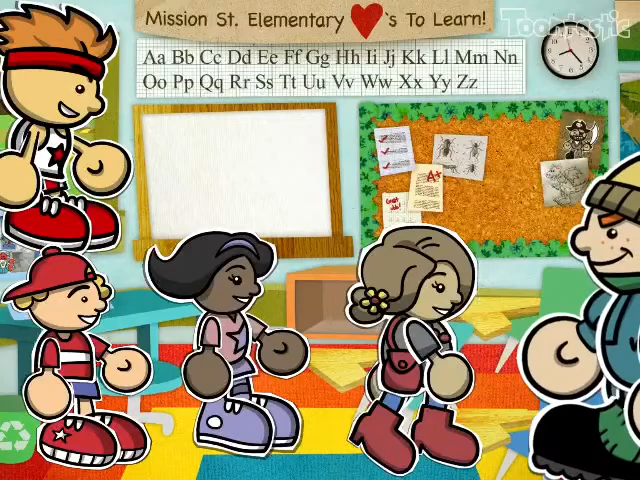 Mission St. Elementary ♥'s To Learn!
Toontastic
Aa Bb Cc Dd Ee Ff Gg Hh Ii Jj Kk Ll Mm Nn
Oo Pp Qq Rr Ss Tt Uu Vv Ww Xx Yy Zz
A+